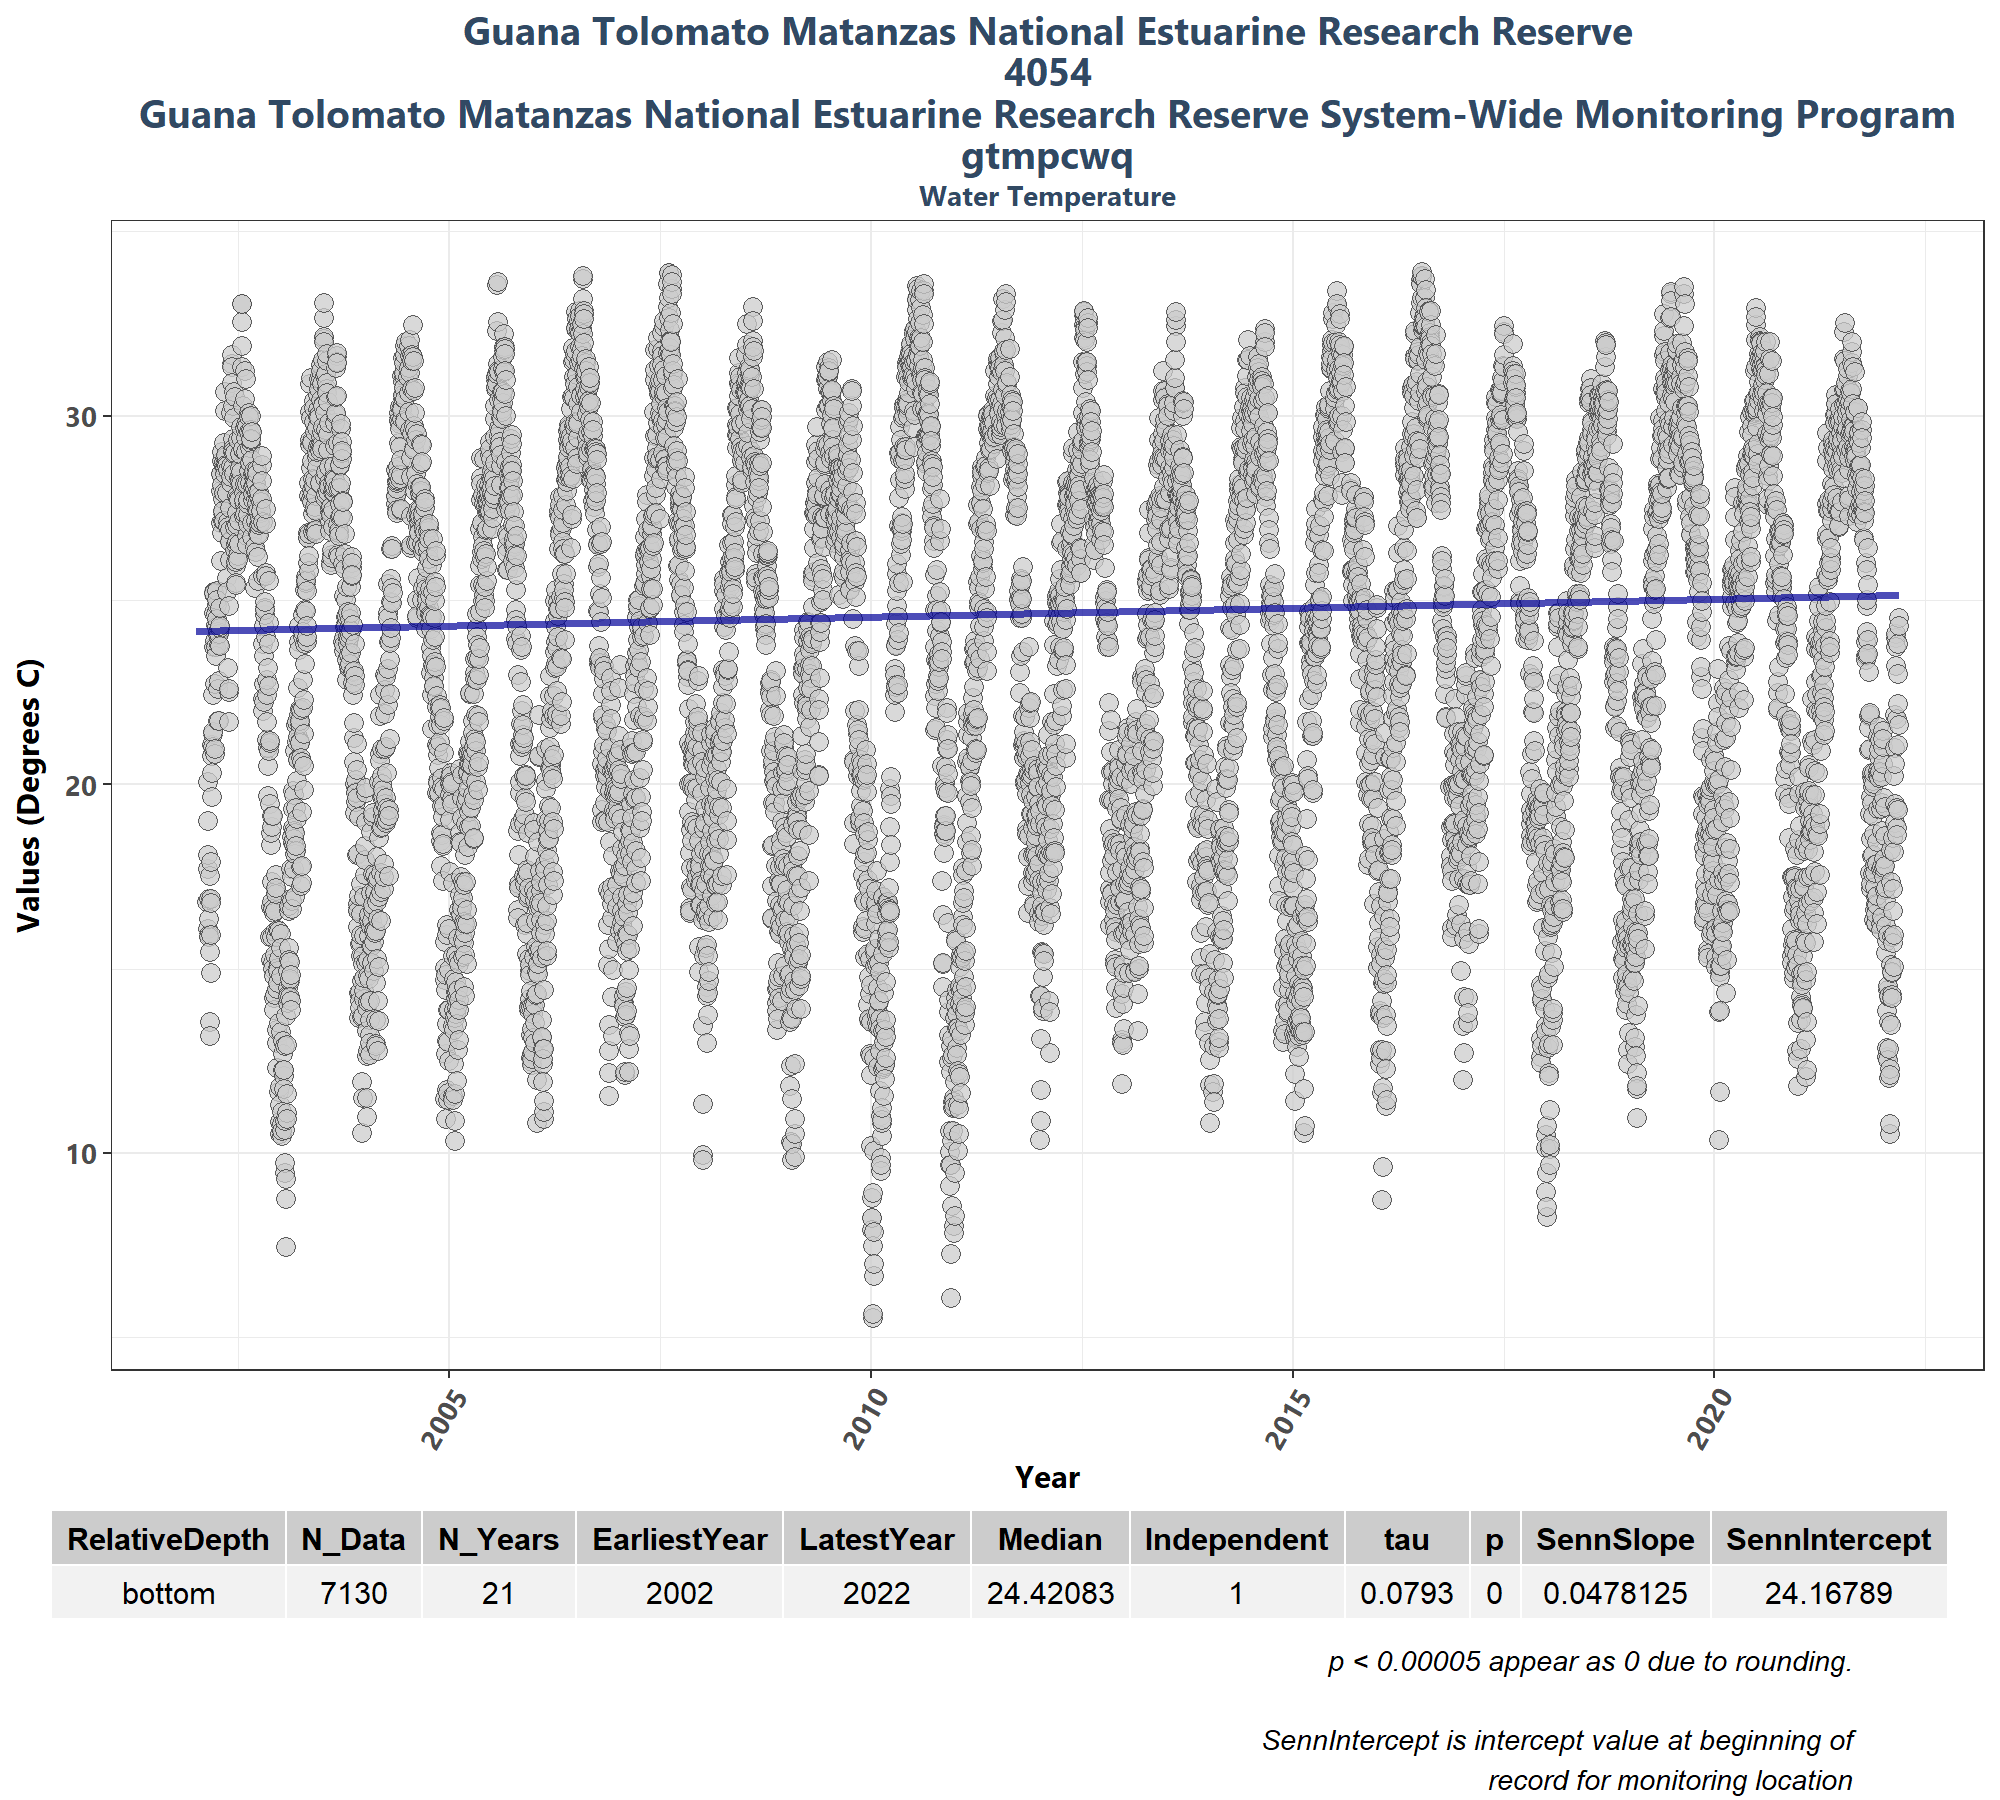 Guana Tolomato Matanzas National Estuarine Research Reserve
4054
Guana Tolomato Matanzas National Estuarine Research Reserve System-Wide Monitoring Program
gtmpcwq
Water Temperature
Values (Degrees C)
30
20
10
2005 2010 2015 2020
Year
RelativeDepth N_Data N_Years EarliestYear LatestYear Median Independent tau p SennSlope SennIntercept
bottom 7130 21 2002 2022 24.42083 1 0.0793 0 0.0478125 24.16789
p < 0.00005 appear as 0 due to rounding.
SennIntercept is intercept value at beginning of
record for monitoring location